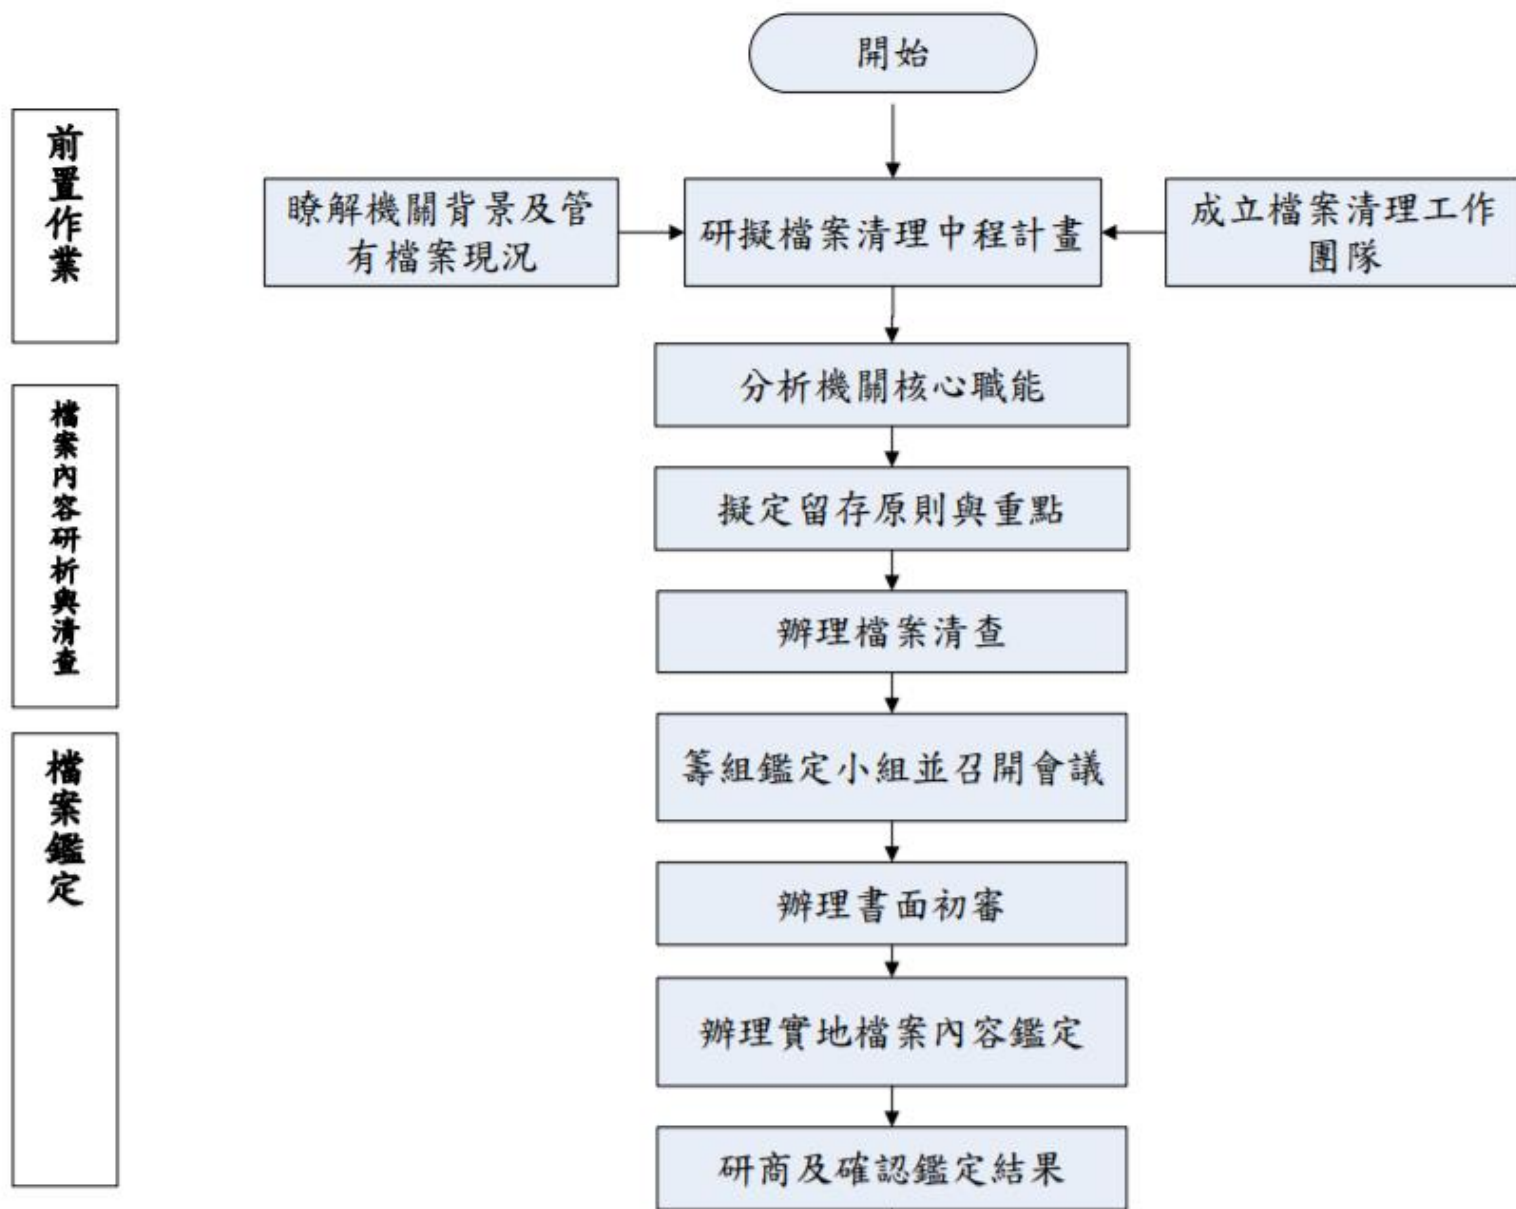 開始
前置作業
瞭解機關背景及管
有檔案現況
研擬檔案清理中程計畫
成立檔案清理工作
團隊
分析機關核心職能
檔案內容研析與清查
擬定留存原則與重點
辦理檔案清查
籌組鑑定小組並召開會議
檔案鑑定
辦理書面初審
辦理實地檔案內容鑑定
研商及確認鑑定結果